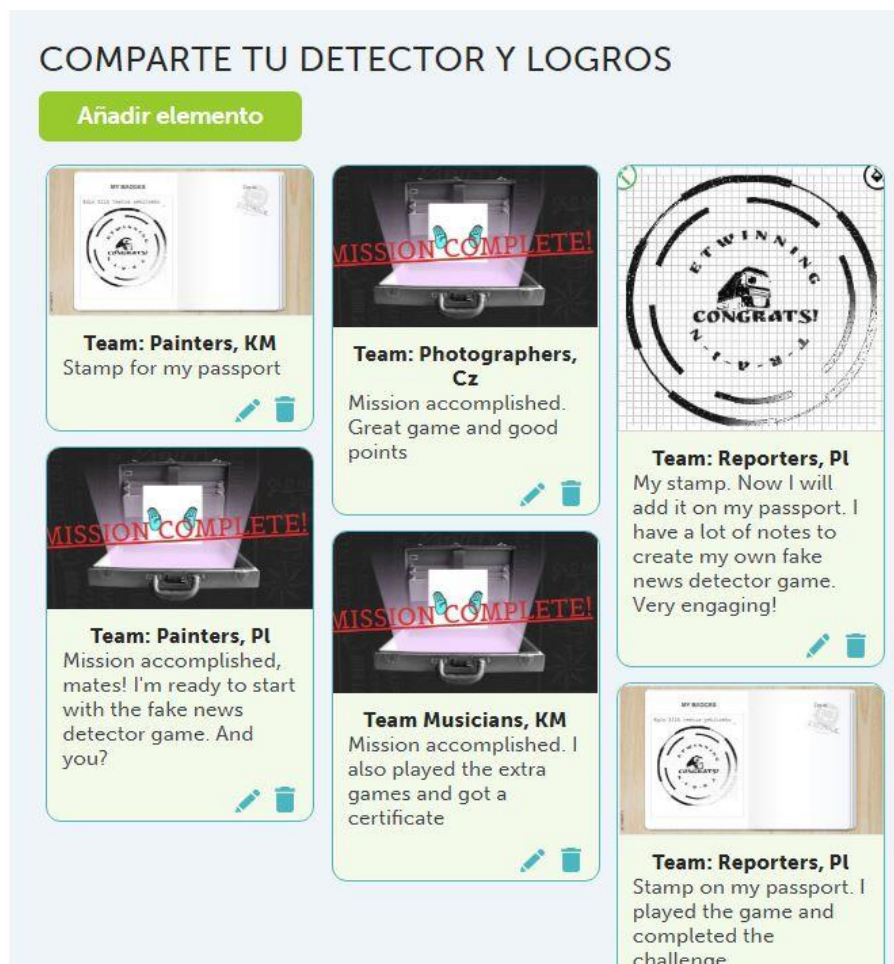 COMPARTE TU DETECTOR Y LOGROS
Añadir elemento
MY BADGES
CONGRATS!
Team: Painters, KM
Stamp for my passport
MISSION COMPLETE!
Team: Painters, Pl
Mission accomplished,
mates! I'm ready to start
with the fake news
detector game. And
you?
MISSION COMPLETE!
Team: Photographers,
Cz
Mission accomplished.
Great game and good
points
MISSION COMPLETE!
Team Musicians, KM
Mission accomplished. I
also played the extra
games and got a
certificate
ETWINNING
CONGRATS!
T-R-A-I-N
Team: Reporters, Pl
My stamp. Now I will
add it on my passport. I
have a lot of notes to
create my own fake
news detector game.
Very engaging!
MY BADGES
CONGRATS!
Team: Reporters, Pl
Stamp on my passport. I
played the game and
completed the
challenge